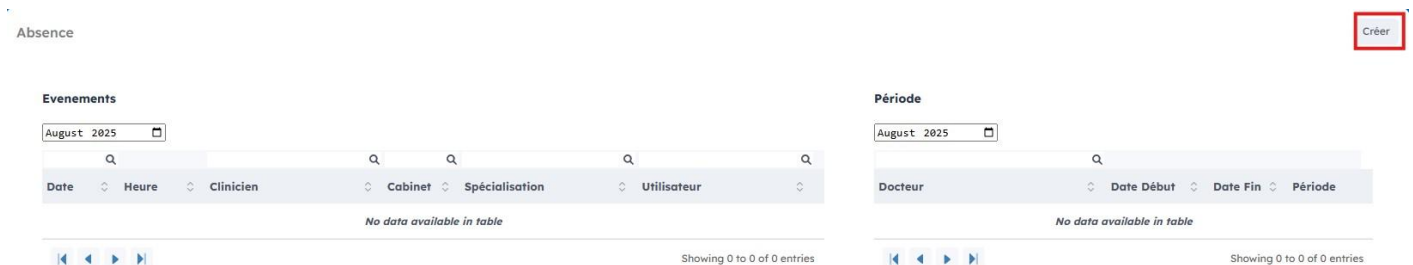 Absence
Créer
Evenements
August 2025
Date Heure Clinicien Cabinet Spécialisation Utilisateur
No data available in table
Showing 0 to 0 of 0 entries
Période
August 2025
Docteur Date Début Date Fin Période
No data available in table
Showing 0 to 0 of 0 entries